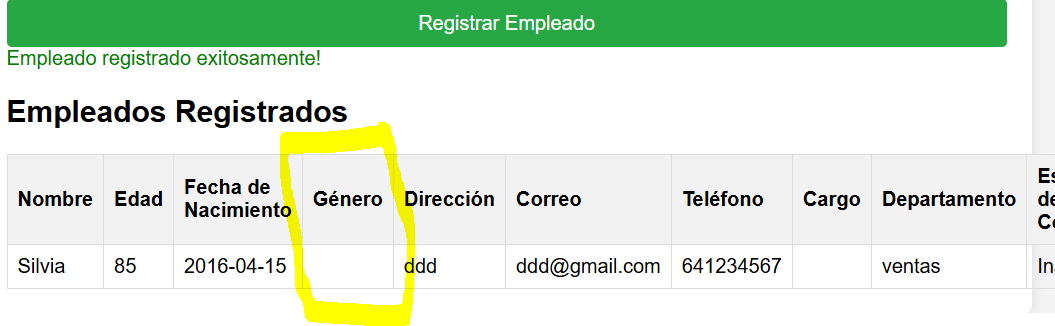 Registrar Empleado
Empleado registrado exitosamente!
Empleados Registrados
Nombre Edad Fecha de Nacimiento Género Dirección Correo Teléfono Cargo Departamento
Silvia 85 2016-04-15 ddd ddd@gmail.com 641234567 ventas